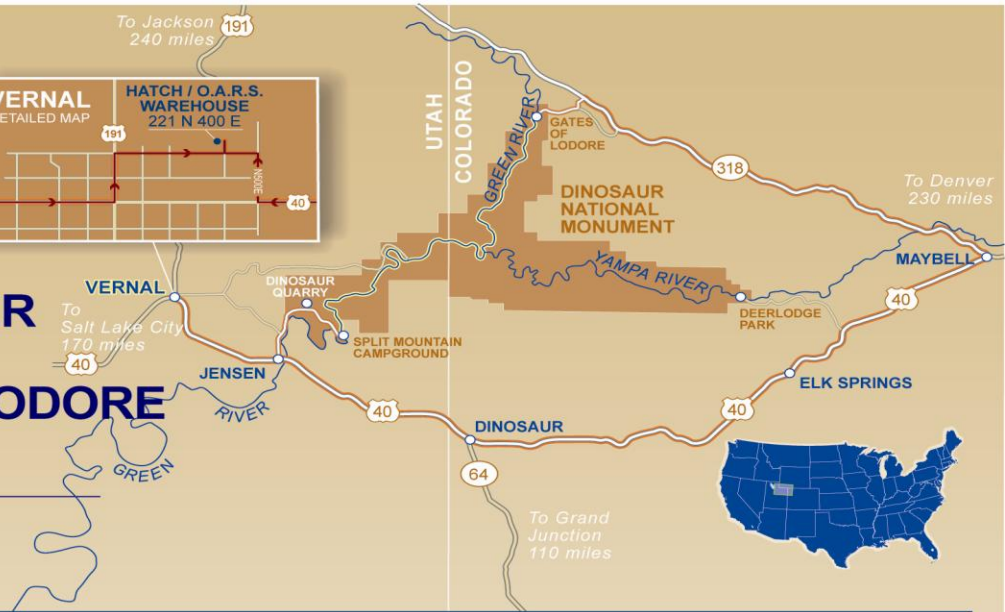 To Jackson
240 miles
191
VERNAL
DETAILED MAP
191
HATCH / O.A.R.S.
WAREHOUSE
221 N 400 E
N500E
40
UTAH
COLORADO
GREEN RIVER
GATES
OF
LODORE
318
DINOSAUR
NATIONAL
MONUMENT
To Denver
230 miles
MAYBELL
YAMPA RIVER
40
DEERLODGE
PARK
VERNAL
DINOSAUR
QUARRY
R
To
Salt Lake City
170 miles
40
SPLIT MOUNTAIN
CAMPGROUND
JENSEN
ELK SPRINGS
ODORE
RIVER
GREEN
40
40
DINOSAUR
64
To Grand
Junction
110 miles